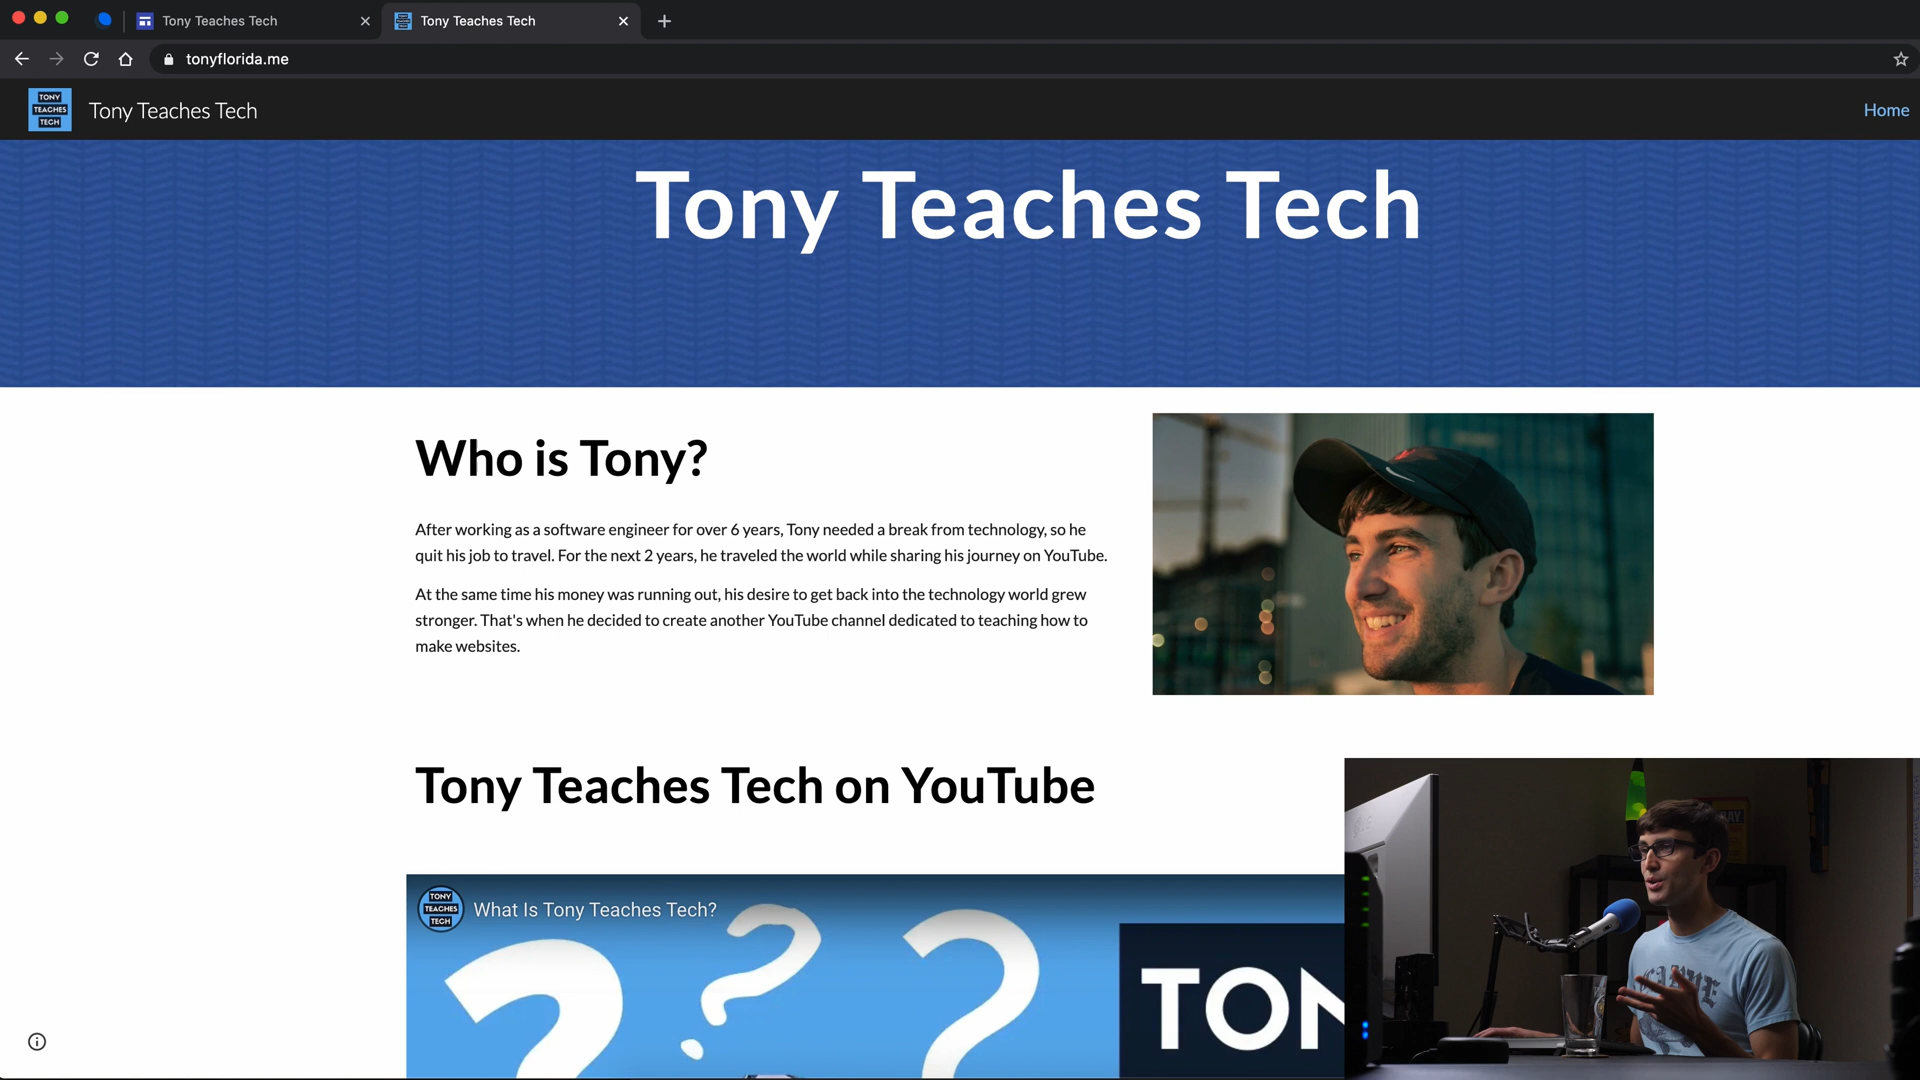 Tony Teaches Tech
Tony Teaches Tech
tonyflorida.me
TONY
TEACHES
TECH
Tony Teaches Tech
Home
Tony Teaches Tech
Who is Tony?
After working as a software engineer for over 6 years, Tony needed a break from technology, so he
quit his job to travel. For the next 2 years, he traveled the world while sharing his journey on YouTube.
At the same time his money was running out, his desire to get back into the technology world grew
stronger. That's when he decided to create another YouTube channel dedicated to teaching how to
make websites.
Tony Teaches Tech on YouTube
TONY
TEACHES
TECH
What Is Tony Teaches Tech?
? ? ?
TON